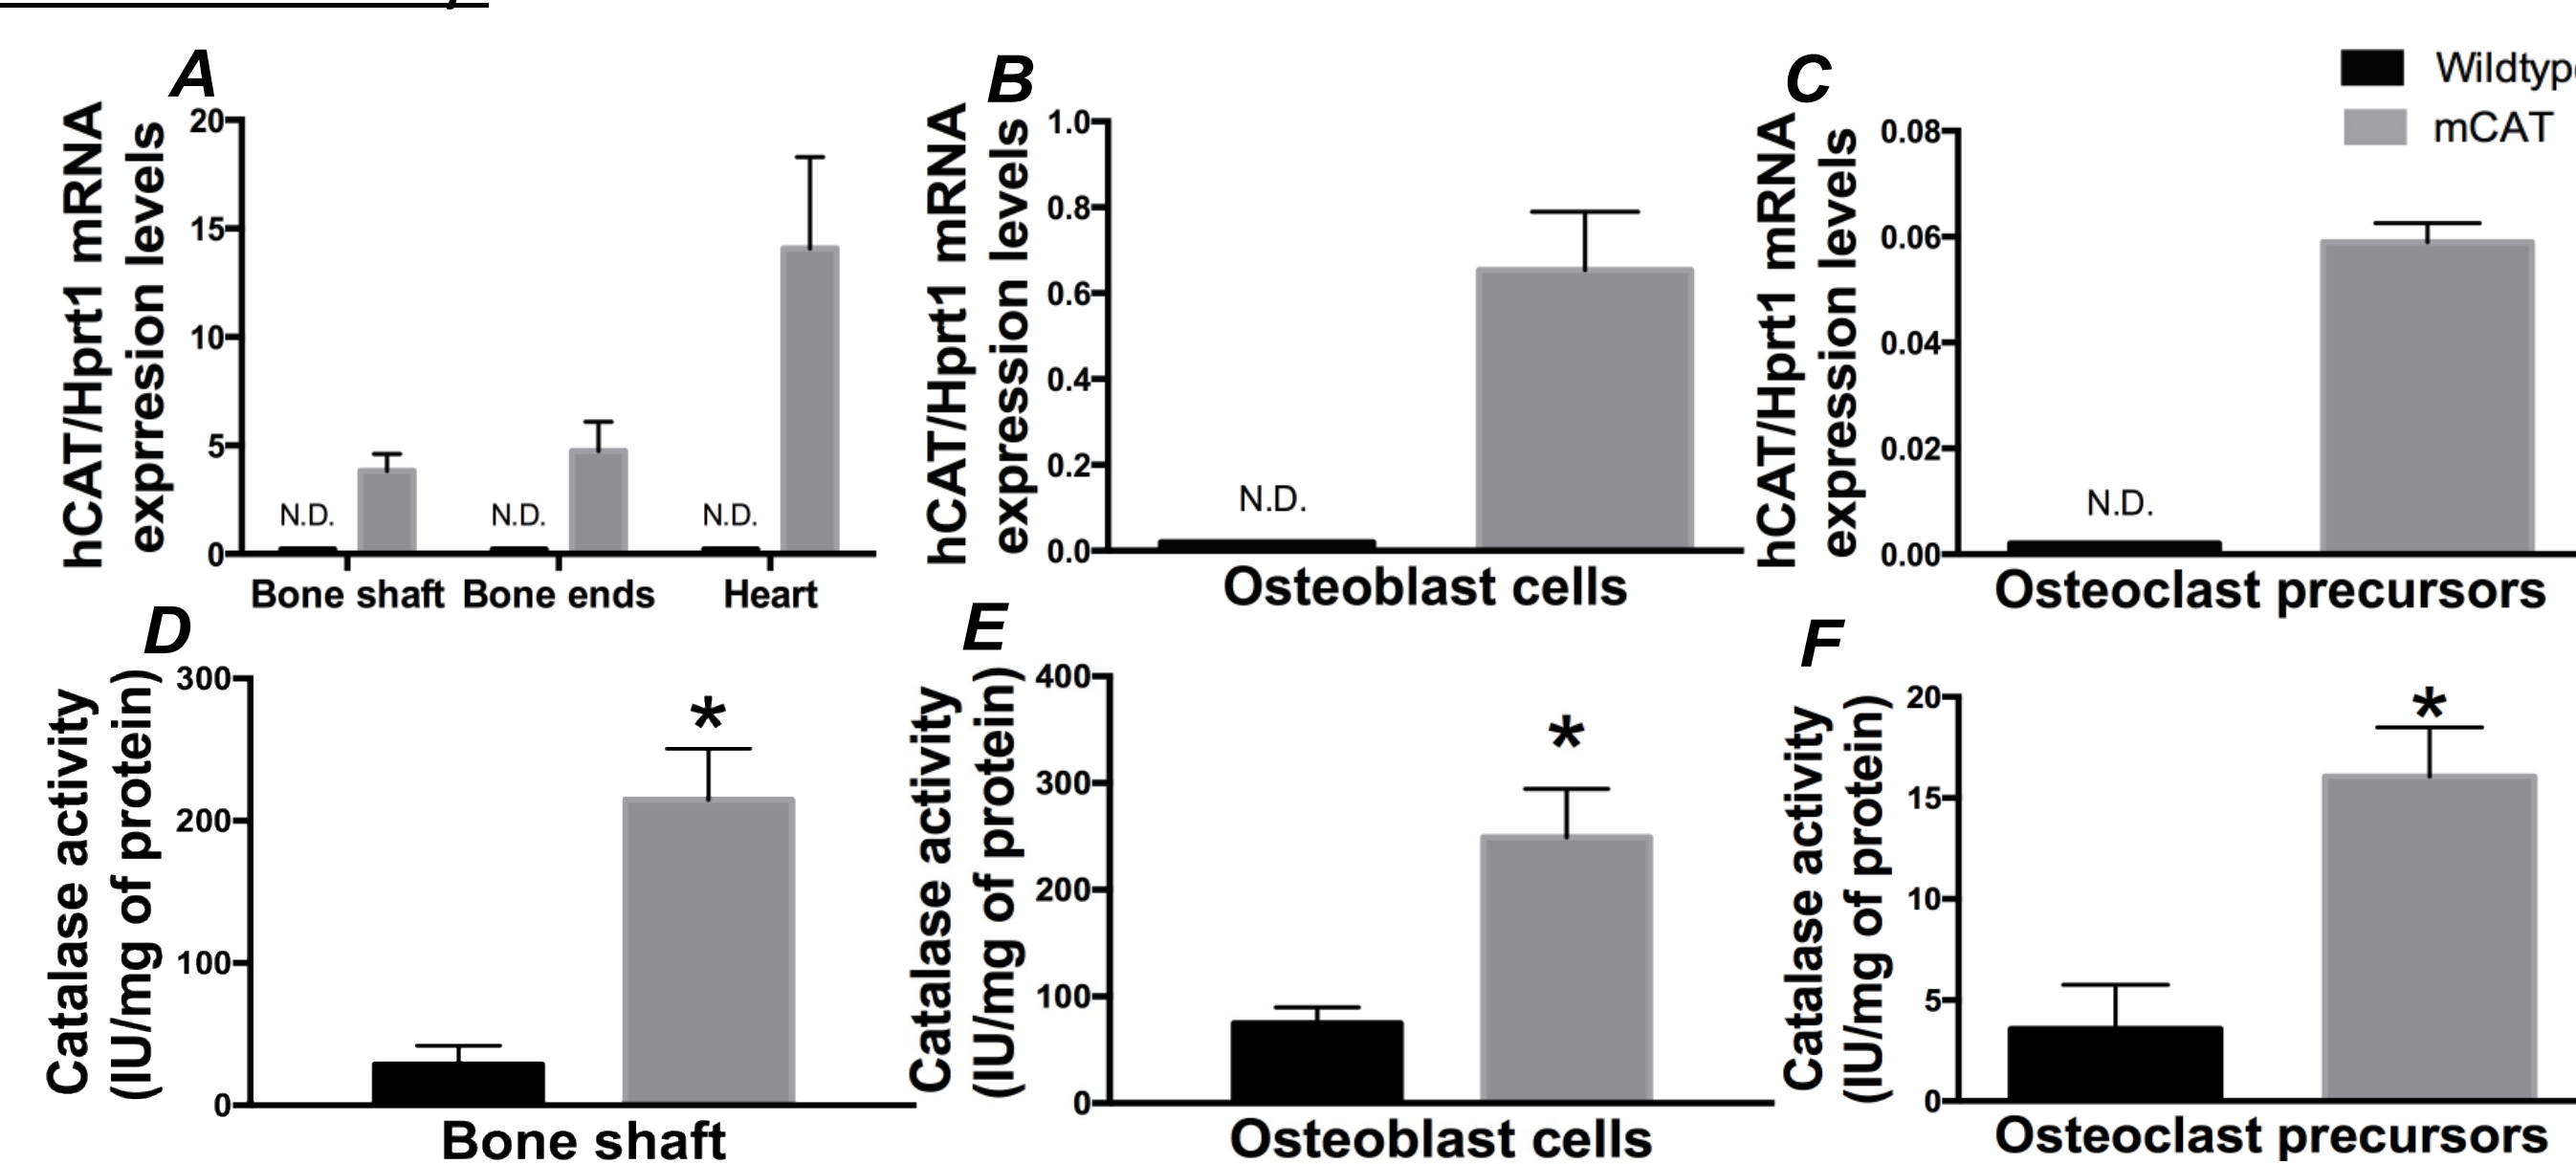 A
hCAT/Hprt1 mRNA
exprression levels
20
15
10
5
0
N.D.
N.D.
N.D.
Bone shaft
Bone ends
Heart
B
hCAT/Hprt1 mRNA
expression levels
1.0
0.8
0.6
0.4
0.2
0.0
N.D.
Osteoblast cells
C
hCAT/Hprt1 mRNA
expression levels
0.08
0.06
0.04
0.02
0.00
N.D.
Osteoclast precursors
Wildtype
mCAT
D
Catalase activity
(IU/mg of protein)
300
200
100
0
*
Bone shaft
E
Catalase activity
(IU/mg of protein)
400
300
200
100
0
*
Osteoblast cells
F
Catalase activity
(IU/mg of protein)
20
15
10
5
0
*
Osteoclast precursors